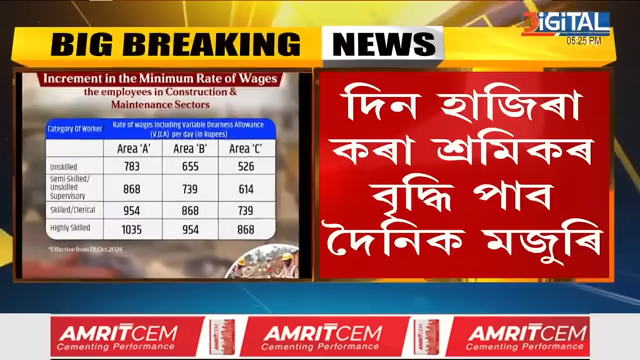 DIGITAL
05:25 PM
BIG BREAKING NEWS
Increment in the Minimum Rate of Wages
the employees in Construction &
Maintenance Sectors
Category Of Worker
Rate of wages including Variable Dearness Allowance
(V.D.A) per day (in Rupees)
Area 'A' Area 'B' Area 'C'
Unskilled 783 655 526
Semi-Skilled/
Unskilled
Supervisory 868 739 614
Skilled/Clerical 954 868 739
Highly Skilled 1035 954 868
*Effective from 01.Oct.2024
দিন হাজিৰা
কৰা শ্ৰমিকৰ
বৃদ্ধি পাব
দৈনিক মজুৰি
AMRITCEM AMRITCEM AMRITCEM
Cementing Performance Cementing Performance Cementing Performance